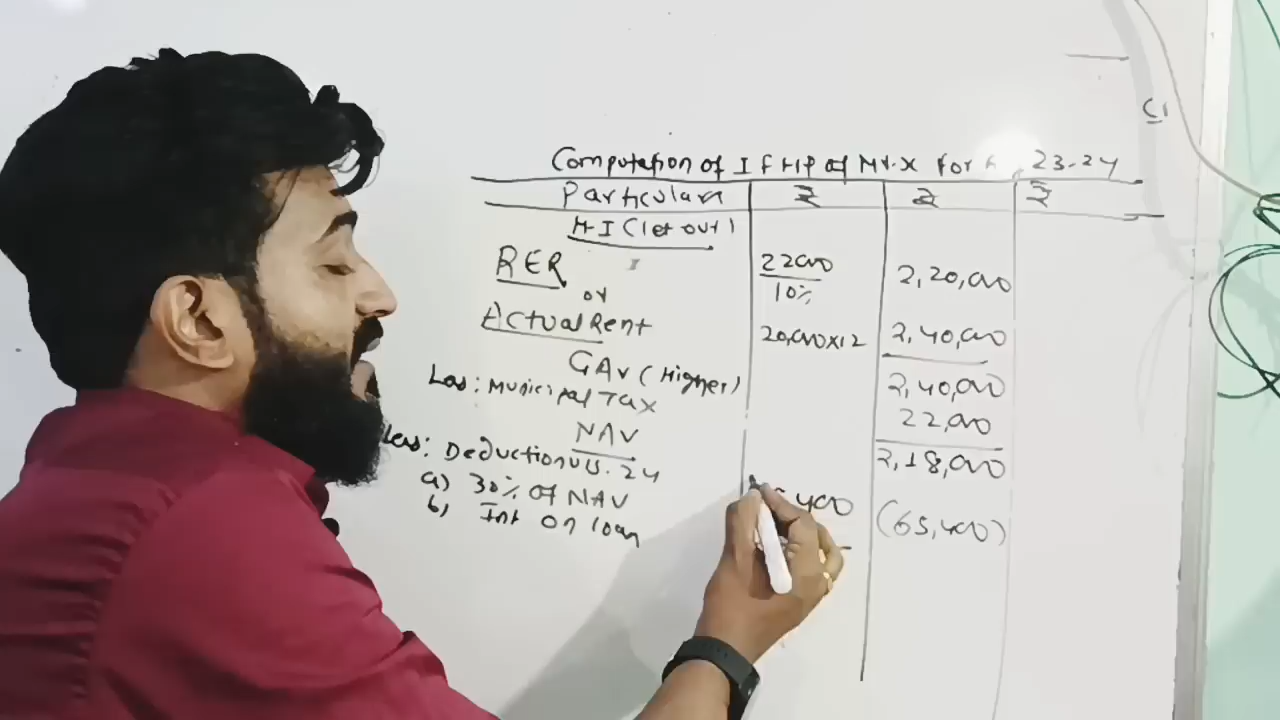 C1
Computation of I F HP of Mr. X for A 23-24
Particulars ₹ ₹ ₹
H-I (let out)
RER 22000 / 10% 2,20,000
or
Actual Rent 20,000x12 2,40,000
GAV (Higher) 2,40,000
Less: Municipal Tax 22,000
NAV 2,18,000
Less: Deduction u/s. 24
a) 30% of NAV 400
b) Int on loan (65,400)